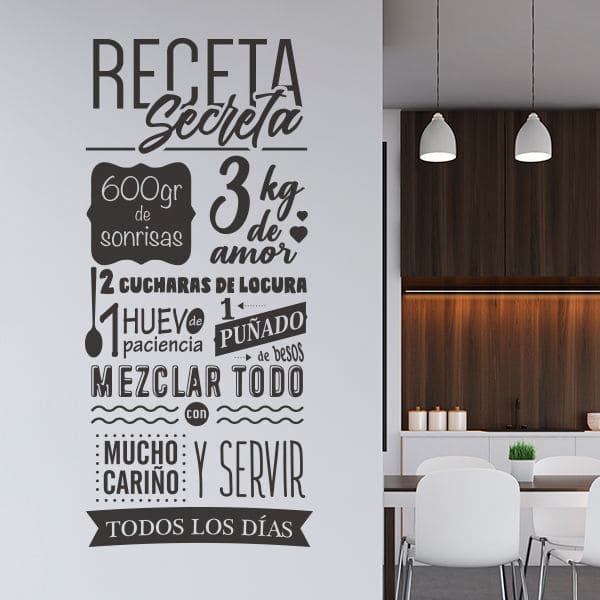 RECETA
Secreta
600gr
de
sonrisas
3 kg
de
amor
2 CUCHARAS DE LOCURA
1 HUEVO de
paciencia
1
PUÑADO
de besos
MEZCLAR TODO
con
MUCHO
CARIÑO
Y SERVIR
TODOS LOS DÍAS